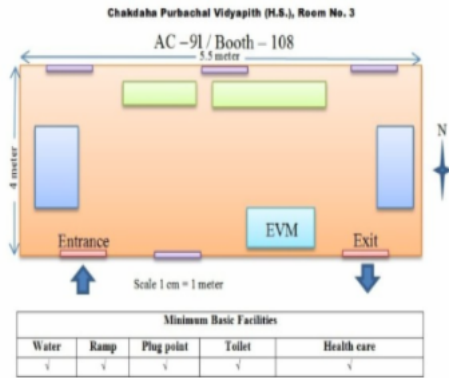 Chakdaha Purbachal Vidyapith (H.S.), Room No. 3
AC –91 / Booth – 108
5.5 meter
4 meter
N
EVM
Entrance
Exit
Scale 1 cm = 1 meter
Minimum Basic Facilities
Water Ramp Plug point Toilet Health care
√ √ √ √ √